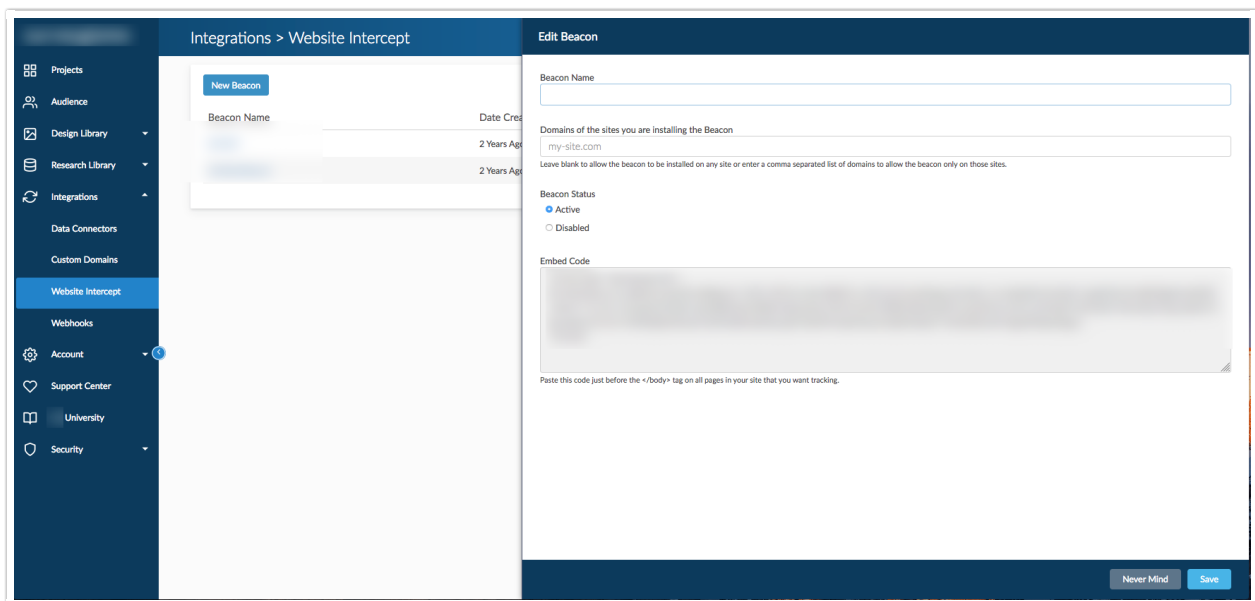 Projects
Audience
Design Library
Research Library
Integrations
Data Connectors
Custom Domains
Website Intercept
Webhooks
Account
Support Center
University
Security
Integrations > Website Intercept
New Beacon
Beacon Name
Date Crea
2 Years Ago
2 Years Ago
Edit Beacon
Beacon Name
Domains of the sites you are installing the Beacon
my-site.com
Leave blank to allow the beacon to be installed on any site or enter a comma separated list of domains to allow the beacon only on those sites.
Beacon Status
Active
Disabled
Embed Code
Paste this code just before the </body> tag on all pages in your site that you want tracking.
Never Mind
Save